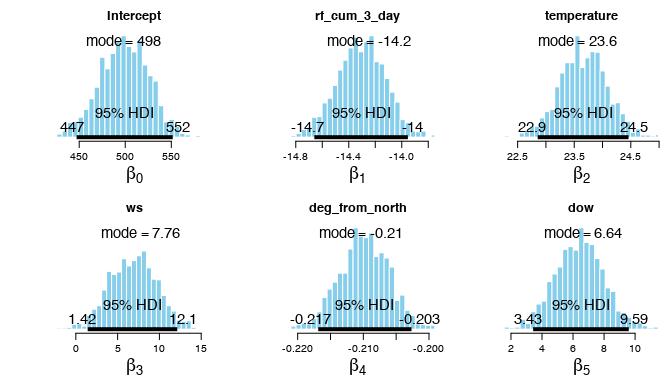 Intercept
mode = 498
95% HDI
447 552
450 500 550
β0
rf_cum_3_day
mode = -14.2
95% HDI
-14.7 -14
-14.8 -14.4 -14.0
β1
temperature
mode = 23.6
95% HDI
22.9 24.5
22.5 23.5 24.5
β2
ws
mode = 7.76
95% HDI
1.42 12.1
0 5 10 15
β3
deg_from_north
mode = -0.21
95% HDI
-0.217 -0.203
-0.220 -0.210 -0.200
β4
dow
mode = 6.64
95% HDI
3.43 9.59
2 4 6 8 10
β5